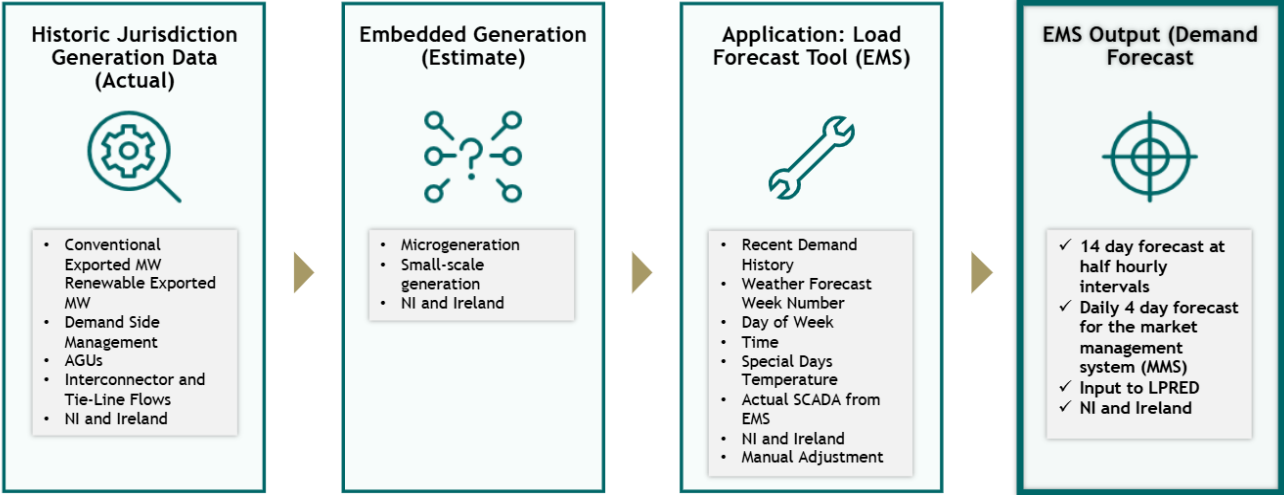 Historic Jurisdiction
Generation Data
(Actual)
• Conventional
Exported MW
Renewable Exported
MW
• Demand Side
Management
• AGUs
• Interconnector and
Tie-Line Flows
• NI and Ireland
Embedded Generation
(Estimate)
?
• Microgeneration
• Small-scale
generation
• NI and Ireland
Application: Load
Forecast Tool (EMS)
• Recent Demand
History
• Weather Forecast
Week Number
• Day of Week
• Time
• Special Days
Temperature
• Actual SCADA from
EMS
• NI and Ireland
• Manual Adjustment
EMS Output (Demand
Forecast
✓ 14 day forecast at
half hourly
intervals
✓ Daily 4 day forecast
for the market
management
system (MMS)
✓ Input to LPRED
✓ NI and Ireland